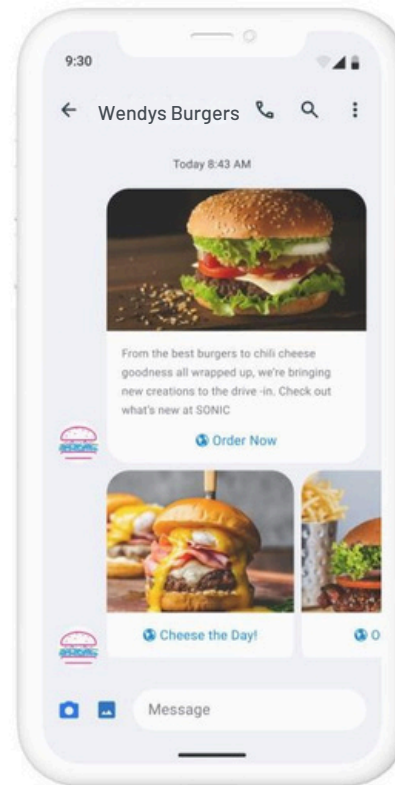 9:30
Wendys Burgers
Today 8:43 AM
From the best burgers to chili cheese
goodness all wrapped up, we're bringing
new creations to the drive -in. Check out
what's new at SONIC
Order Now
Cheese the Day!
O
Message